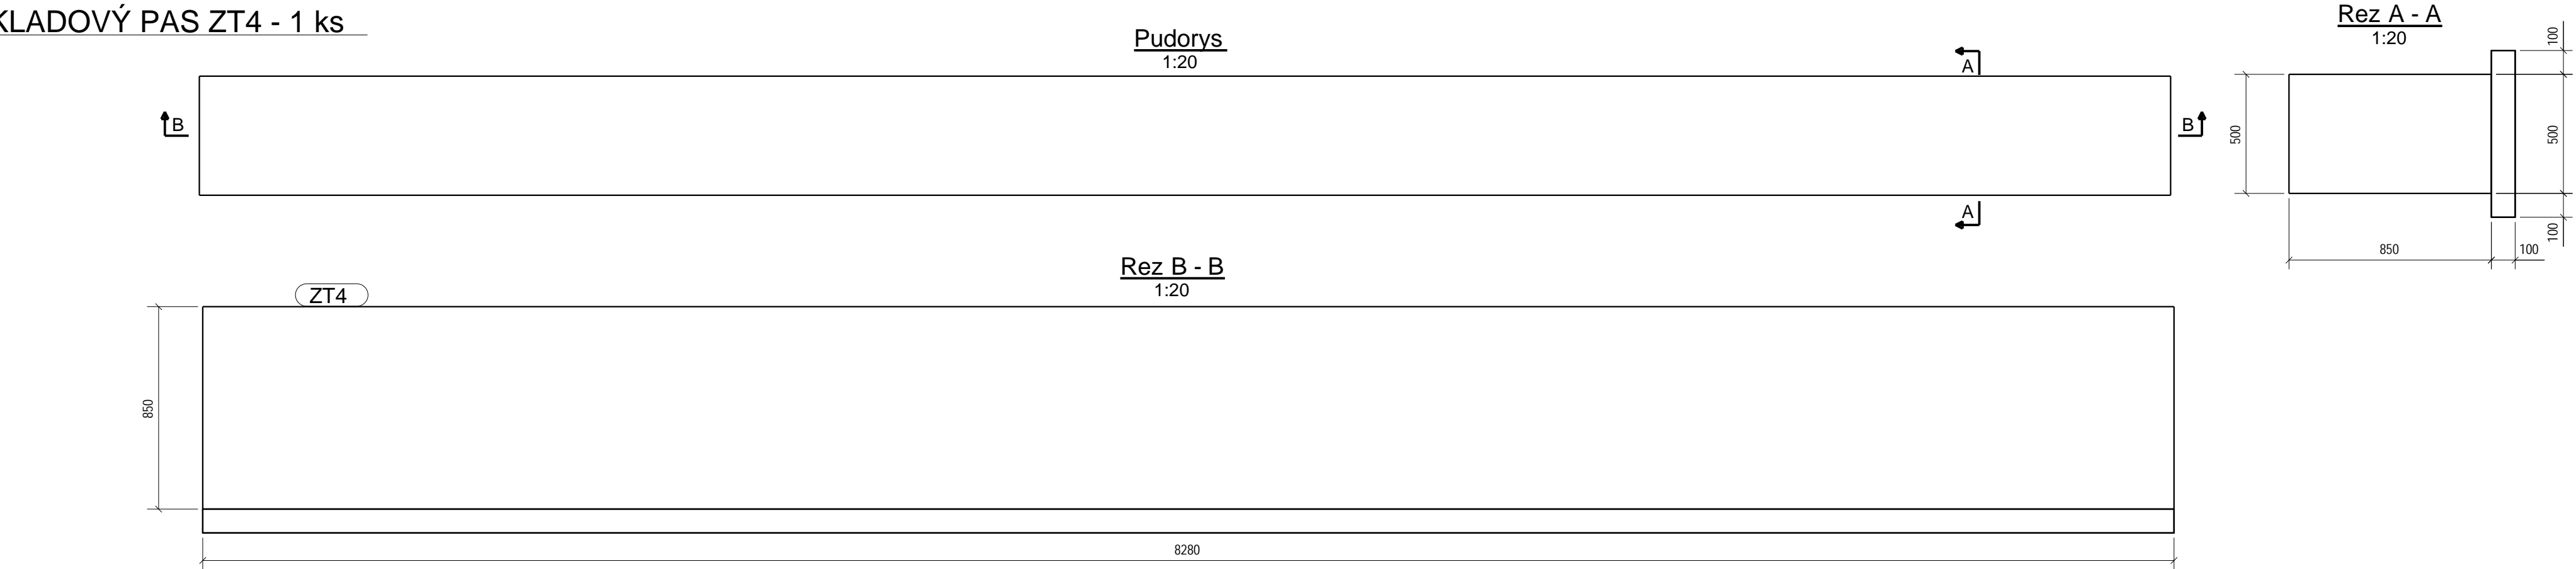 KLADOVÝ PAS ZT4 - 1 ks
Pudorys
1:20
A
A
B
B
Rez A - A
1:20
100
500
500
100
850
100
Rez B - B
1:20
ZT4
850
8280